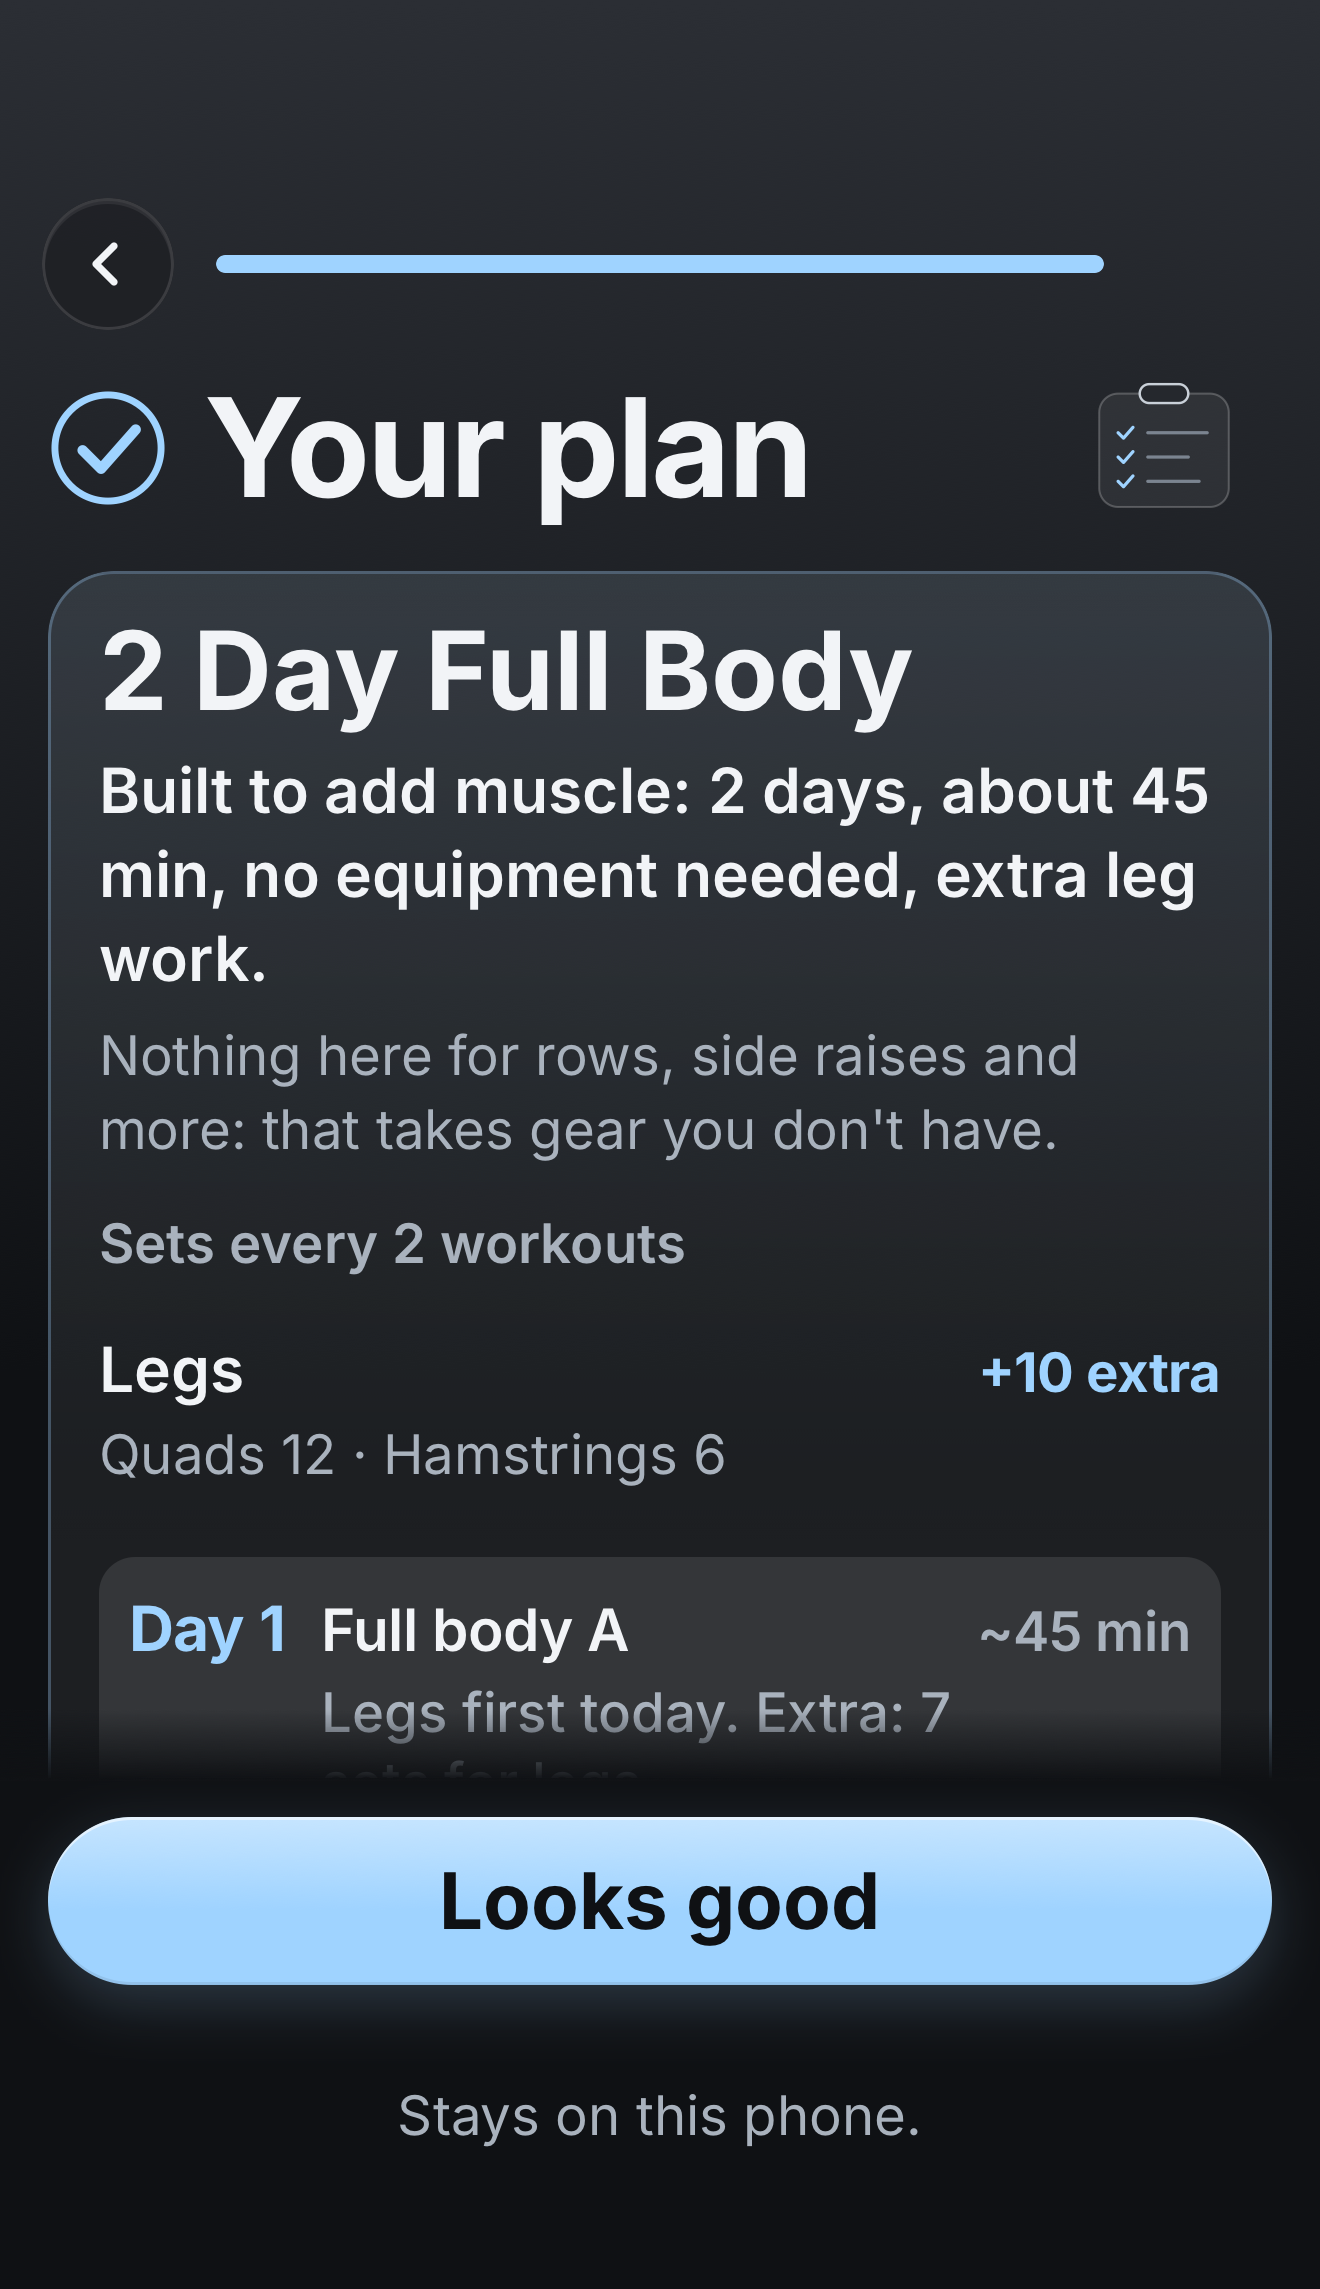 Your plan
2 Day Full Body
Built to add muscle: 2 days, about 45
min, no equipment needed, extra leg
work.
Nothing here for rows, side raises and
more: that takes gear you don't have.
Sets every 2 workouts
Legs +10 extra
Quads 12 · Hamstrings 6
Day 1 Full body A ~45 min
Legs first today. Extra: 7
sets for legs
Looks good
Stays on this phone.